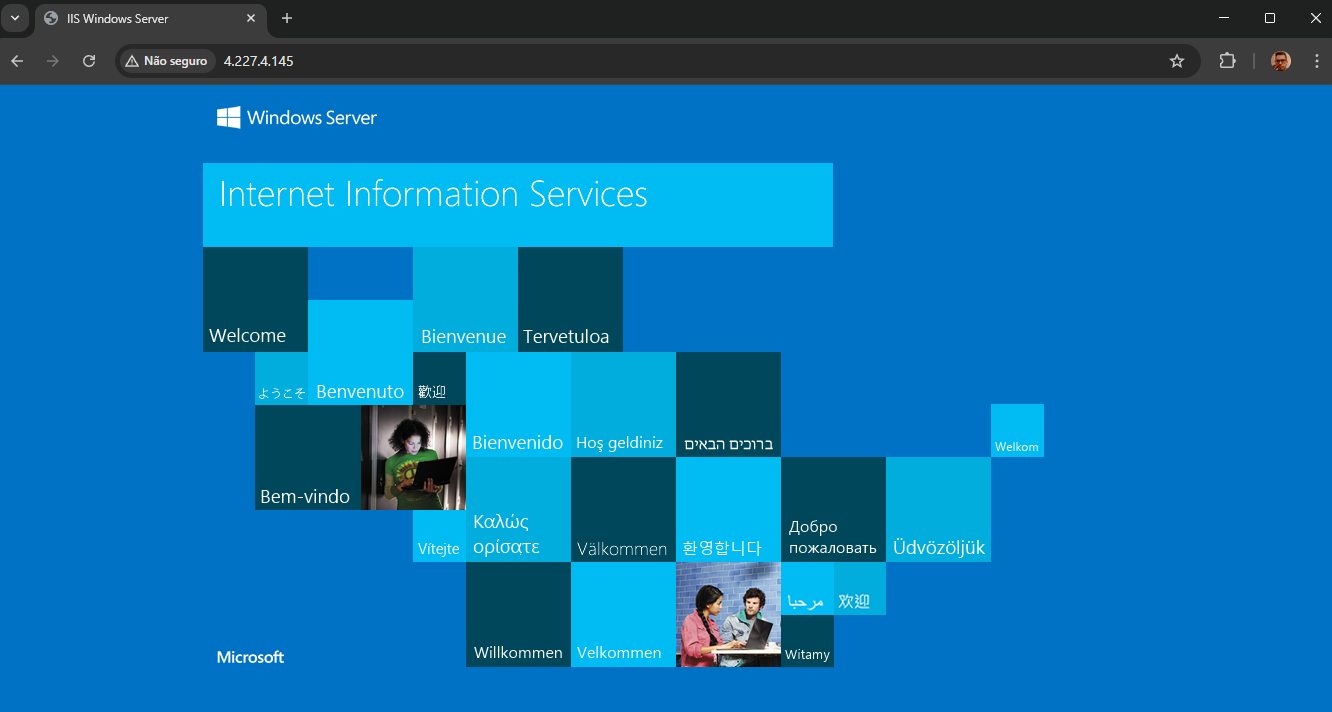 IIS Windows Server
Não seguro
4.227.4.145
Windows Server
Internet Information Services
Welcome
Bienvenue
Tervetuloa
ようこそ
Benvenuto
歡迎
Bienvenido
Hoş geldiniz
ברוכים הבאים
Welkom
Bem-vindo
Vítejte
Καλώς
ορίσατε
Välkommen
환영합니다
Добро
пожаловать
Üdvözöljük
Willkommen
Velkommen
مرحبا
欢迎
Witamy
Microsoft